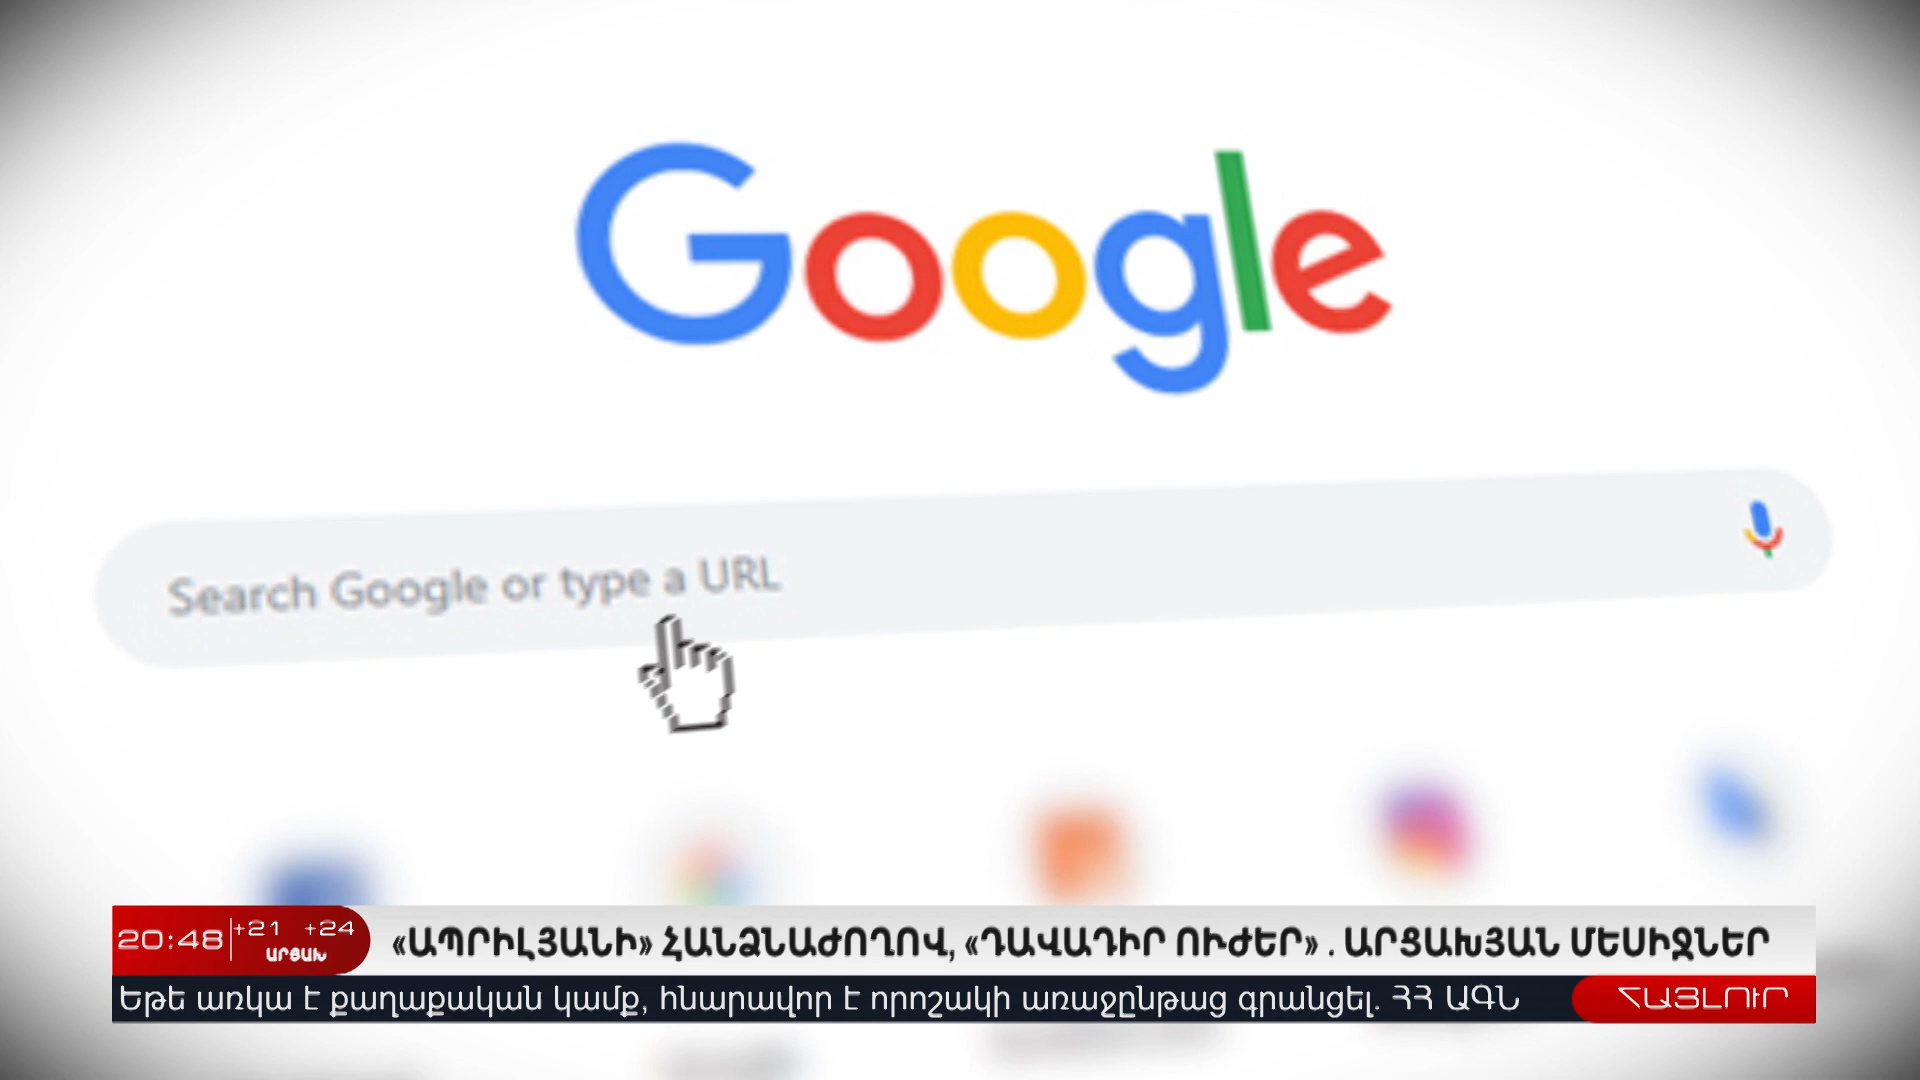 Google
Search Google or type a URL
20:48 +21 +24
ԱՐՑԱԽ
«ԱՊՐԻԼՅԱՆԻ» ՀԱՆՁՆԱԺՈՂՈՎ, «ԴԱՎԱԴԻՐ ՈՒԺԵՐ» . ԱՐՑԱԽՅԱՆ ՄԵՍԻՋՆԵՐ
Եթե առկա է քաղաքական կամք, հնարավոր է որոշակի առաջընթաց գրանցել. ՀՀ ԱԳՆ
ՀԱՅԼՈՒՐ